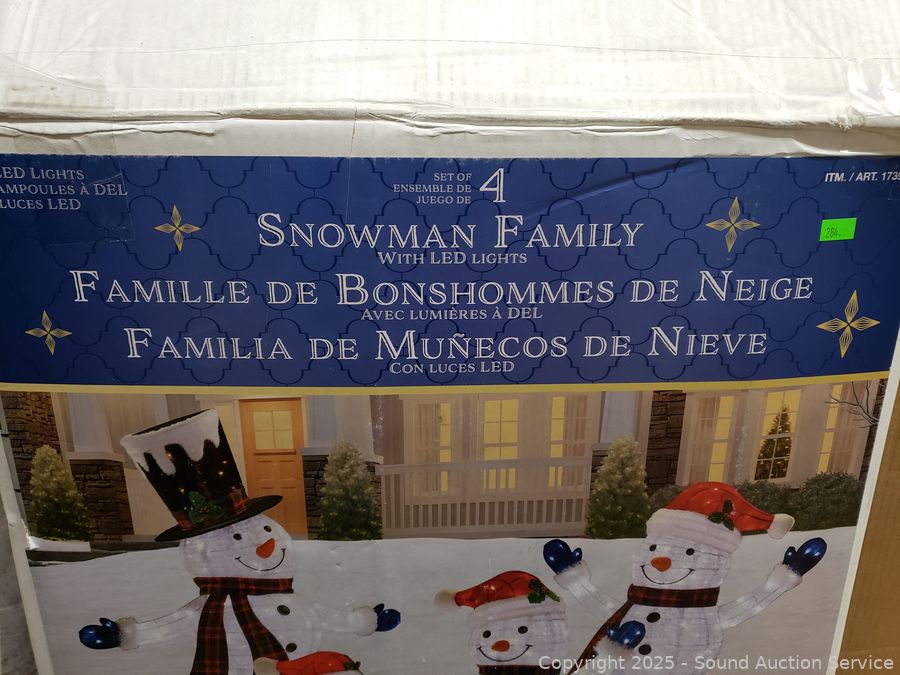 LED LIGHTS
AMPOULES À DEL
LUCES LED
SET OF
ENSEMBLE DE
JUEGO DE
4
ITM. / ART.
284.
SNOWMAN FAMILY
WITH LED LIGHTS
FAMILLE DE BONSHOMMES DE NEIGE
AVEC LUMIÈRES À DEL
FAMILIA DE MUÑECOS DE NIEVE
CON LUCES LED
Copyright 2025 - Sound Auction Service